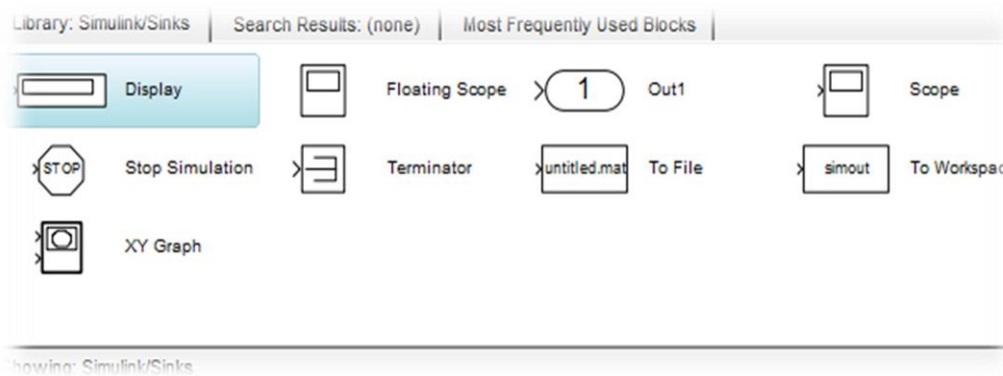 Library: Simulink/Sinks Search Results: (none) Most Frequently Used Blocks
Display Floating Scope 1 Out1 Scope
STOP Stop Simulation Terminator untitled.mat To File simout To Workspac
XY Graph
howing: Simulink/Sinks